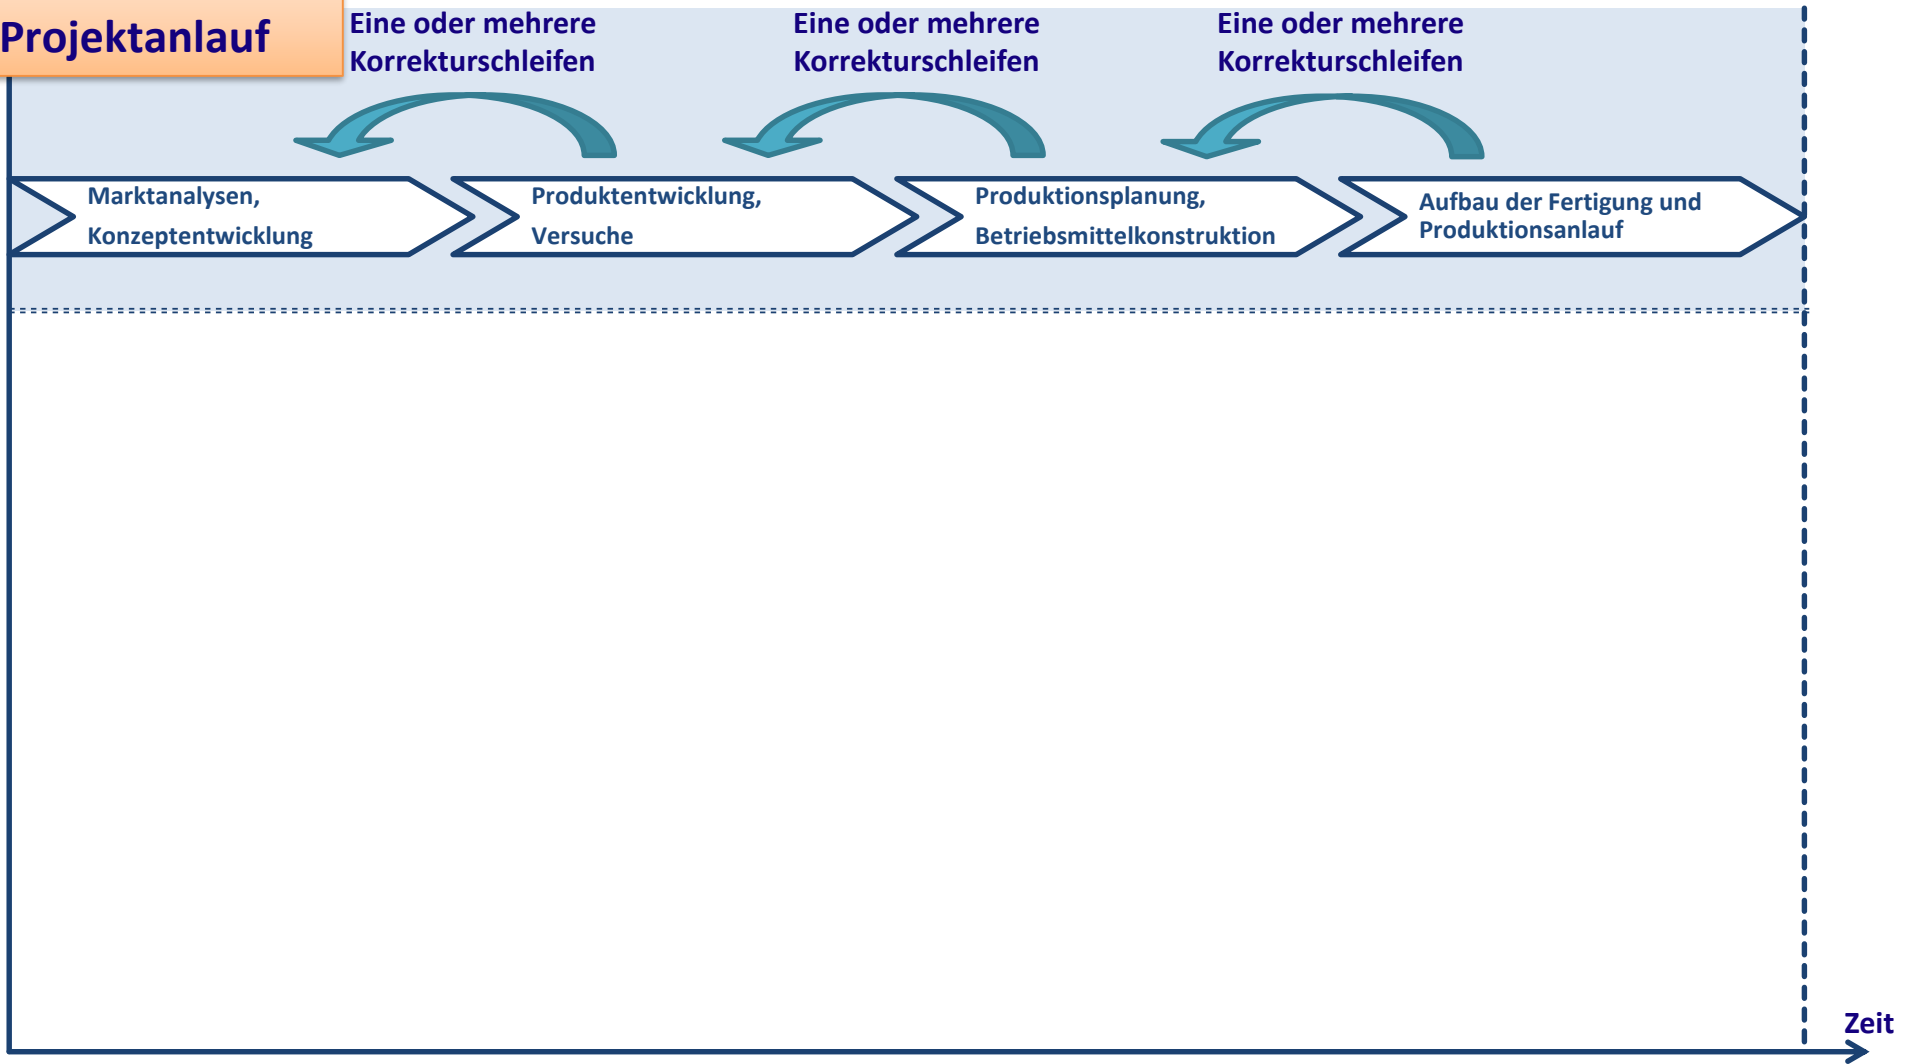 Projektanlauf
Eine oder mehrere
Korrekturschleifen
Eine oder mehrere
Korrekturschleifen
Eine oder mehrere
Korrekturschleifen
Marktanalysen,
Konzeptentwicklung
Produktentwicklung,
Versuche
Produktionsplanung,
Betriebsmittelkonstruktion
Aufbau der Fertigung und
Produktionsanlauf
Zeit